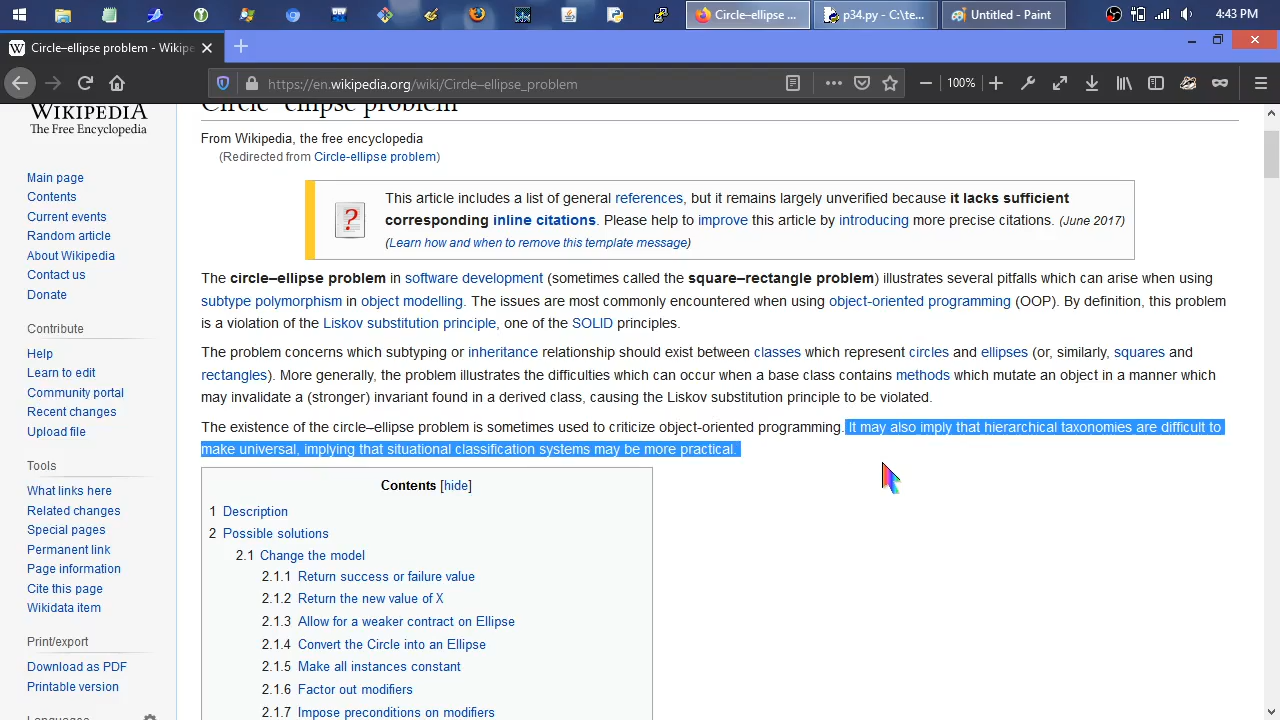 Circle–ellipse ...
p34.py - C:\te...
Untitled - Paint
4:43 PM
Circle–ellipse problem - Wikipe
https://en.wikipedia.org/wiki/Circle–ellipse_problem
100%
WIKIPEDIA
The Free Encyclopedia
Main page
Contents
Current events
Random article
About Wikipedia
Contact us
Donate
Contribute
Help
Learn to edit
Community portal
Recent changes
Upload file
Tools
What links here
Related changes
Special pages
Permanent link
Page information
Cite this page
Wikidata item
Print/export
Download as PDF
Printable version
Languages
Circle–ellipse problem
From Wikipedia, the free encyclopedia
(Redirected from Circle-ellipse problem)
This article includes a list of general references, but it remains largely unverified because it lacks sufficient
corresponding inline citations. Please help to improve this article by introducing more precise citations. (June 2017)
(Learn how and when to remove this template message)
The circle–ellipse problem in software development (sometimes called the square–rectangle problem) illustrates several pitfalls which can arise when using
subtype polymorphism in object modelling. The issues are most commonly encountered when using object-oriented programming (OOP). By definition, this problem
is a violation of the Liskov substitution principle, one of the SOLID principles.
The problem concerns which subtyping or inheritance relationship should exist between classes which represent circles and ellipses (or, similarly, squares and
rectangles). More generally, the problem illustrates the difficulties which can occur when a base class contains methods which mutate an object in a manner which
may invalidate a (stronger) invariant found in a derived class, causing the Liskov substitution principle to be violated.
The existence of the circle–ellipse problem is sometimes used to criticize object-oriented programming. It may also imply that hierarchical taxonomies are difficult to
make universal, implying that situational classification systems may be more practical.
Contents [hide]
1 Description
2 Possible solutions
2.1 Change the model
2.1.1 Return success or failure value
2.1.2 Return the new value of X
2.1.3 Allow for a weaker contract on Ellipse
2.1.4 Convert the Circle into an Ellipse
2.1.5 Make all instances constant
2.1.6 Factor out modifiers
2.1.7 Impose preconditions on modifiers